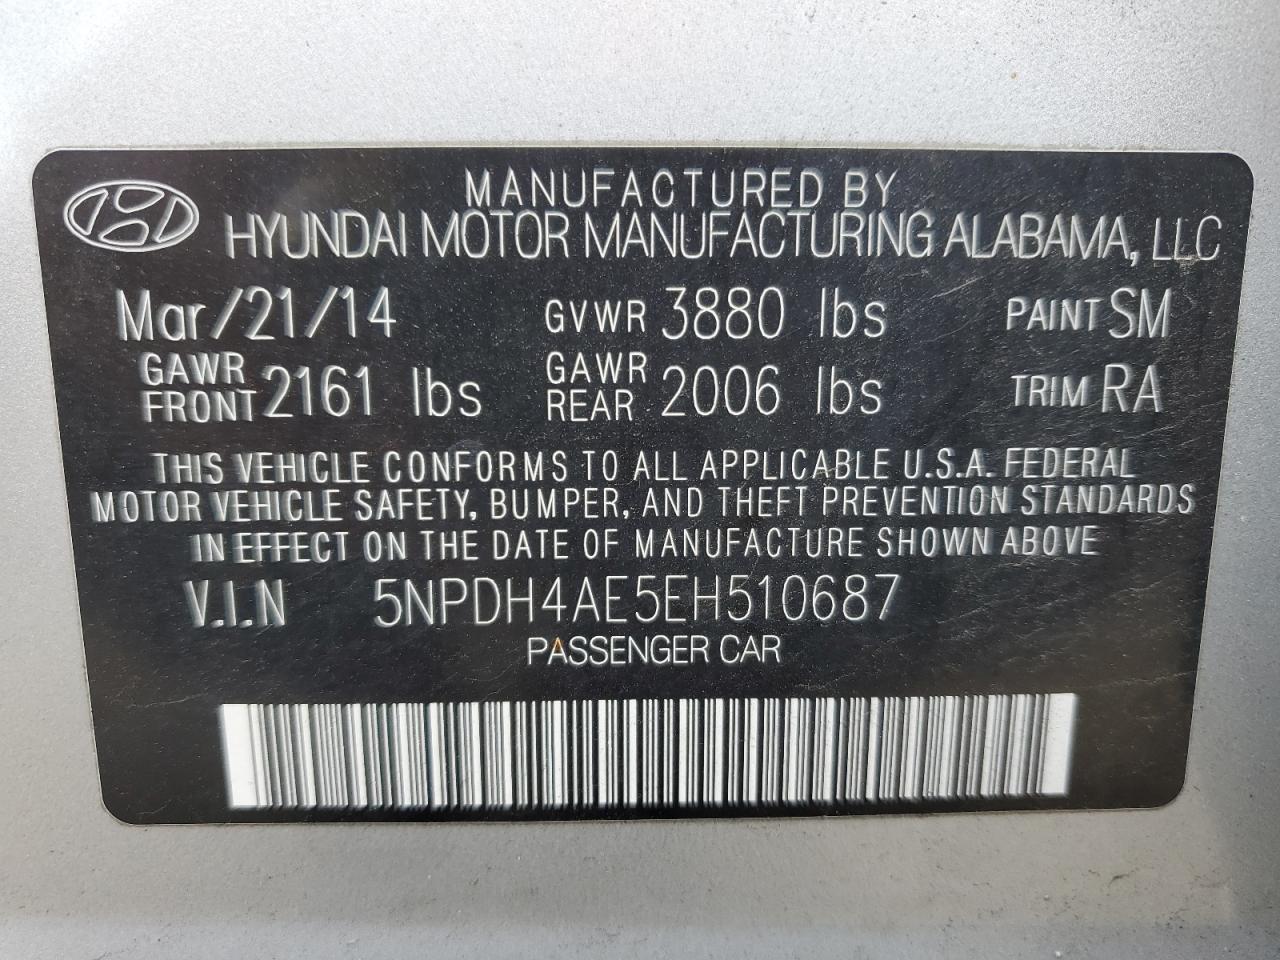 MANUFACTURED BY
HYUNDAI MOTOR MANUFACTURING ALABAMA, LLC
Mar/21/14 GVWR 3880 lbs PAINT SM
GAWR FRONT 2161 lbs GAWR REAR 2006 lbs TRIM RA
THIS VEHICLE CONFORMS TO ALL APPLICABLE U.S.A. FEDERAL
MOTOR VEHICLE SAFETY, BUMPER, AND THEFT PREVENTION STANDARDS
IN EFFECT ON THE DATE OF MANUFACTURE SHOWN ABOVE
V.I.N 5NPDH4AE5EH510687
PASSENGER CAR